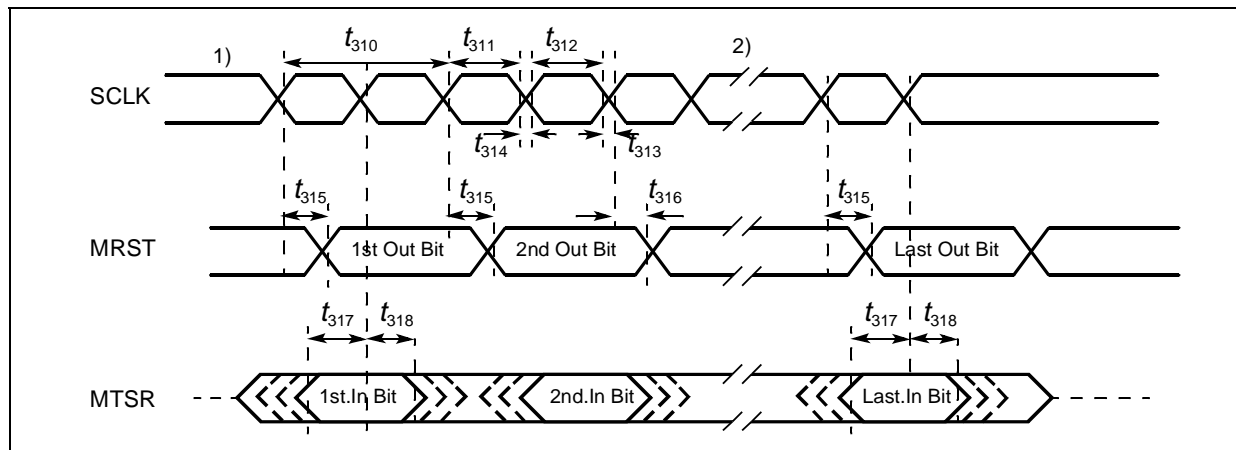 1) t310 t311 t312 2)
SCLK
t314 t313
t315 t315 t316 t315
MRST 1st Out Bit 2nd Out Bit Last Out Bit
t317 t318 t317 t318
MTSR 1st.In Bit 2nd.In Bit Last.In Bit